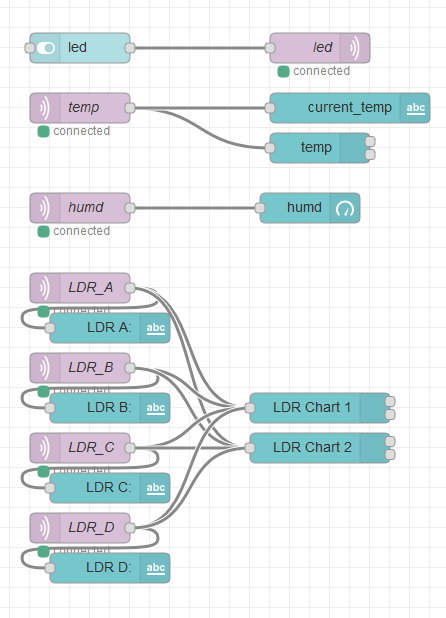 led
led
connected
temp
connected
current_temp
abc
temp
humd
connected
humd
LDR_A
connected
LDR A:
abc
LDR_B
connected
LDR B:
abc
LDR_C
connected
LDR C:
abc
LDR_D
connected
LDR D:
abc
LDR Chart 1
LDR Chart 2